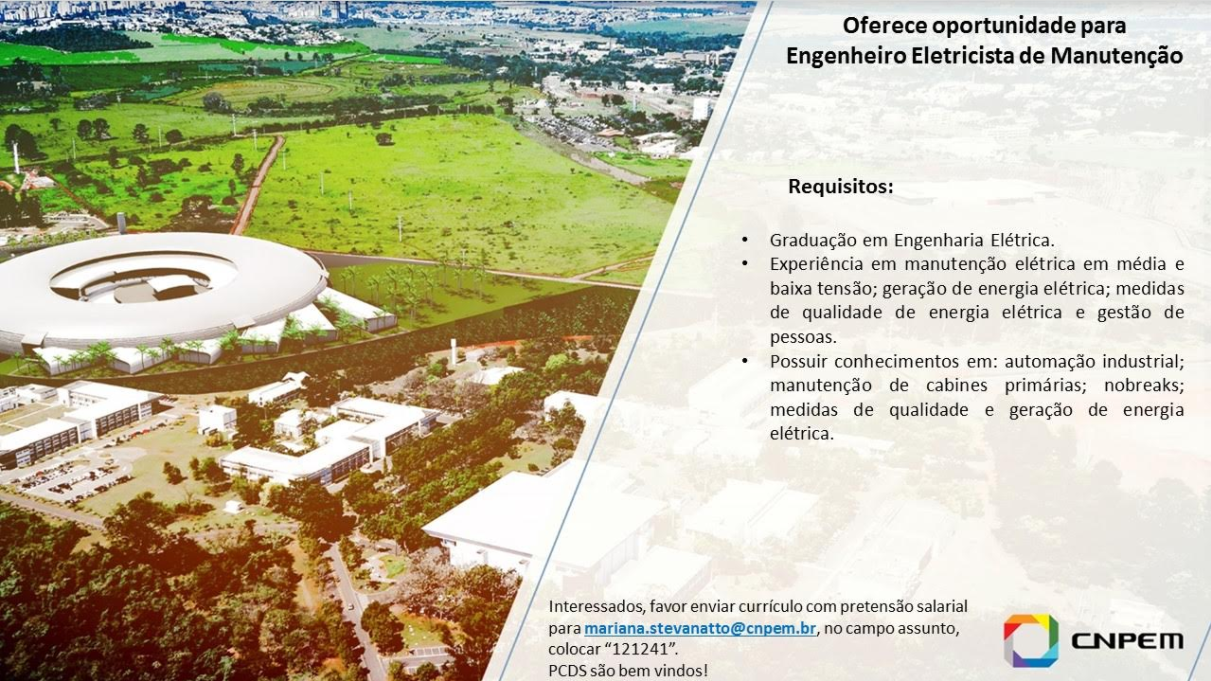 Oferece oportunidade para
Engenheiro Eletricista de Manutenção
Requisitos:
• Graduação em Engenharia Elétrica.
• Experiência em manutenção elétrica em média e
baixa tensão; geração de energia elétrica; medidas
de qualidade de energia elétrica e gestão de
pessoas.
• Possuir conhecimentos em: automação industrial;
manutenção de cabines primárias; nobreaks;
medidas de qualidade e geração de energia
elétrica.
Interessados, favor enviar currículo com pretensão salarial
para mariana.stevanatto@cnpem.br, no campo assunto,
colocar “121241”.
PCDS são bem vindos!
CNPEM